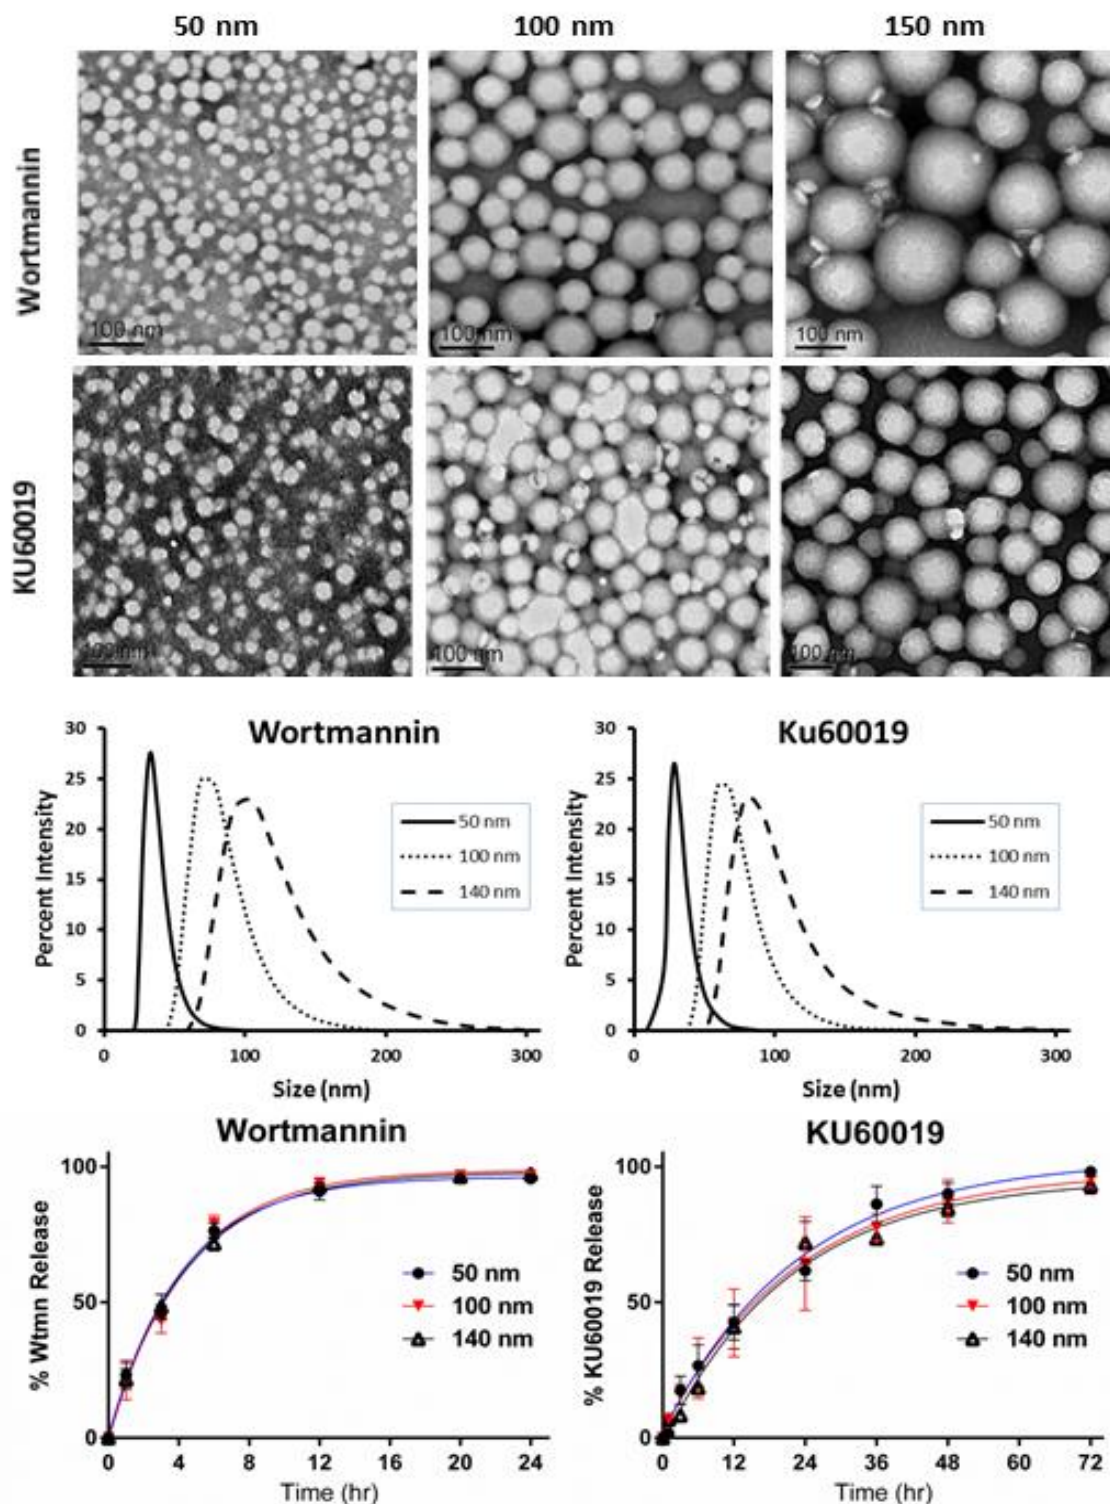 50 nm 100 nm 150 nm
Wortmannin
100 nm 100 nm 100 nm
KU60019
100 nm 100 nm 100 nm
Wortmannin
Percent Intensity
30
25
20
15
10
5
0
50 nm
100 nm
140 nm
0 100 200 300
Size (nm)
Ku60019
Percent Intensity
30
25
20
15
10
5
0
50 nm
100 nm
140 nm
0 100 200 300
Size (nm)
Wortmannin
% Wtmn Release
100
50
0
50 nm
100 nm
140 nm
0 4 8 12 16 20 24
Time (hr)
KU60019
% KU60019 Release
100
50
0
50 nm
100 nm
140 nm
0 12 24 36 48 60 72
Time (hr)